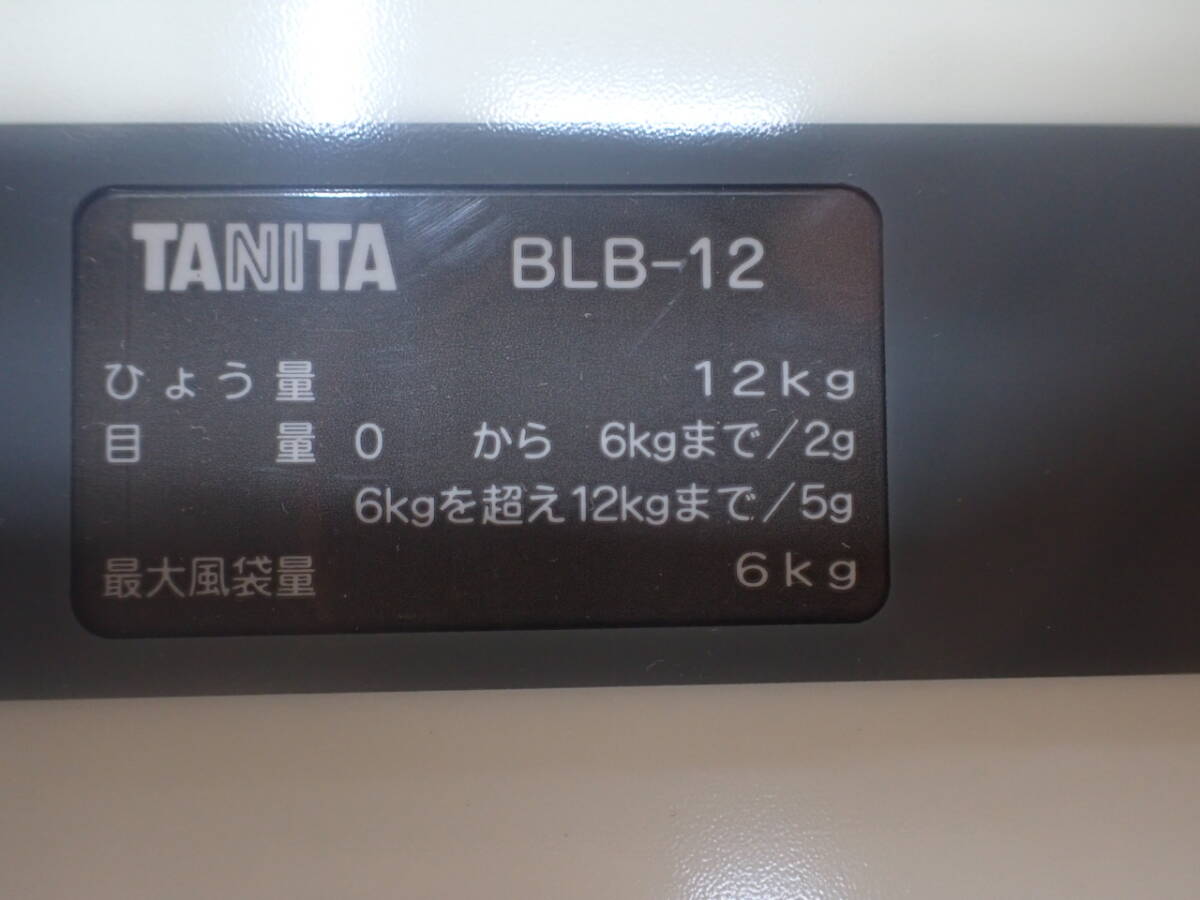 TANITA BLB-12
ひょう量 12kg
目量 0 から 6kgまで/2g
6kgを超え12kgまで/5g
最大風袋量 6kg